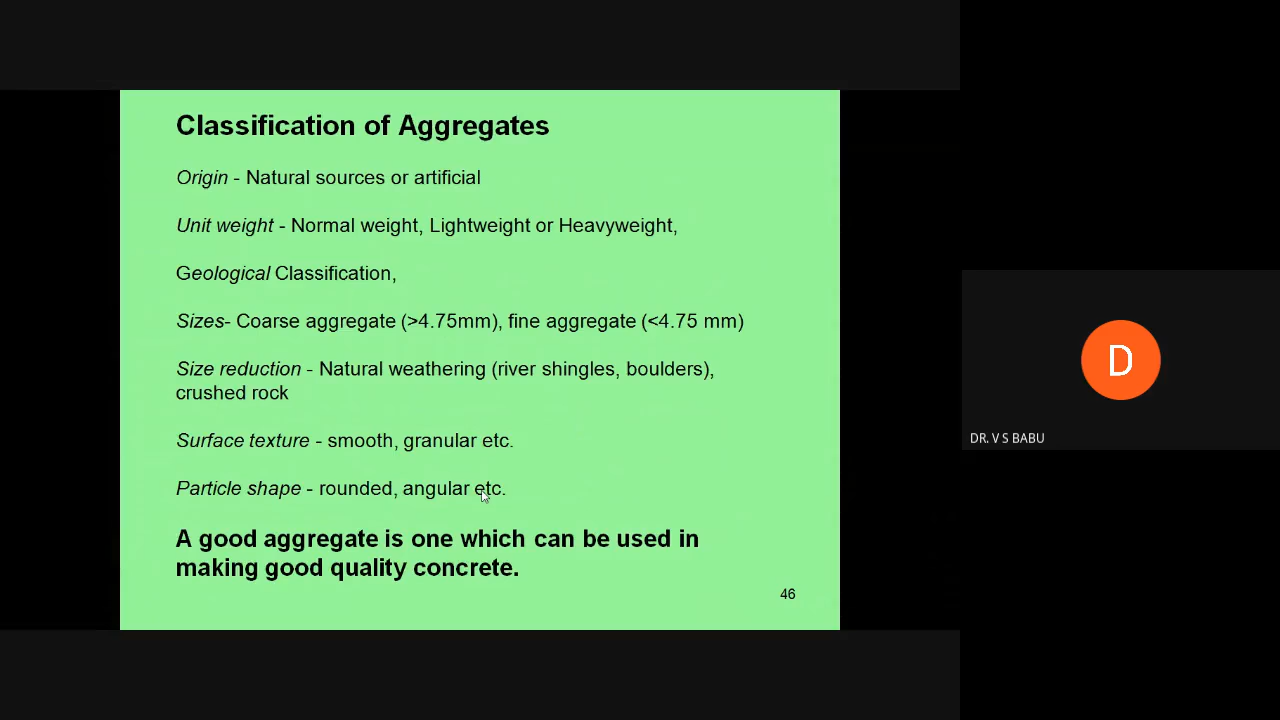 Classification of Aggregates
Origin - Natural sources or artificial
Unit weight - Normal weight, Lightweight or Heavyweight,
Geological Classification,
Sizes- Coarse aggregate (>4.75mm), fine aggregate (<4.75 mm)
Size reduction - Natural weathering (river shingles, boulders),
crushed rock
Surface texture - smooth, granular etc.
Particle shape - rounded, angular etc.
A good aggregate is one which can be used in
making good quality concrete.
46
D
DR. V S BABU